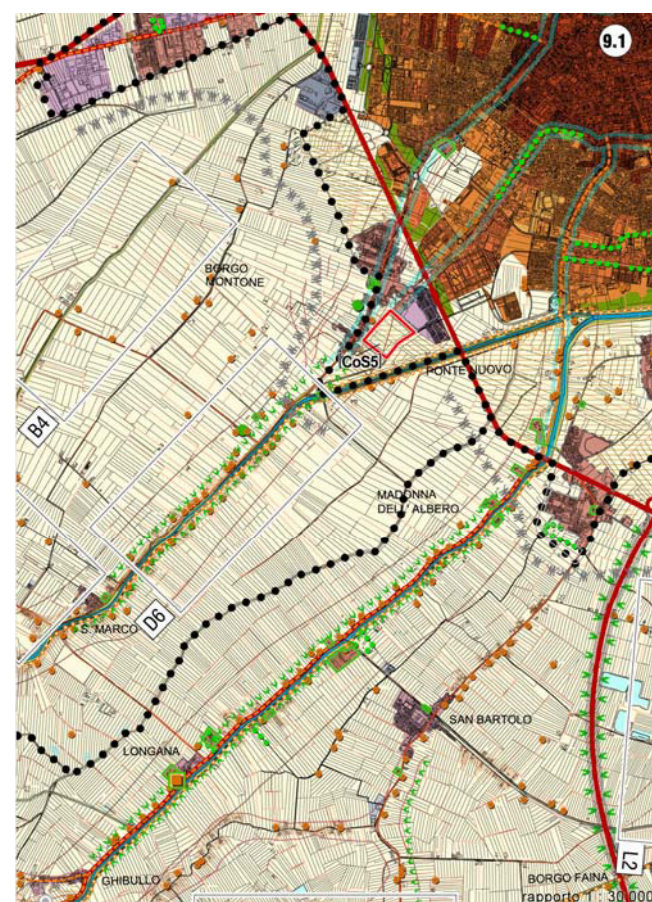 9.1
BORGO
MONTONE
(CoS5)
PONTE NUOVO
B4
MADONNA
DELL' ALBERO
D6
S. MARCO
SAN BARTOLO
LONGANA
L2
GHIBULLO
BORGO FAINA
rapporto 1 : 30.000